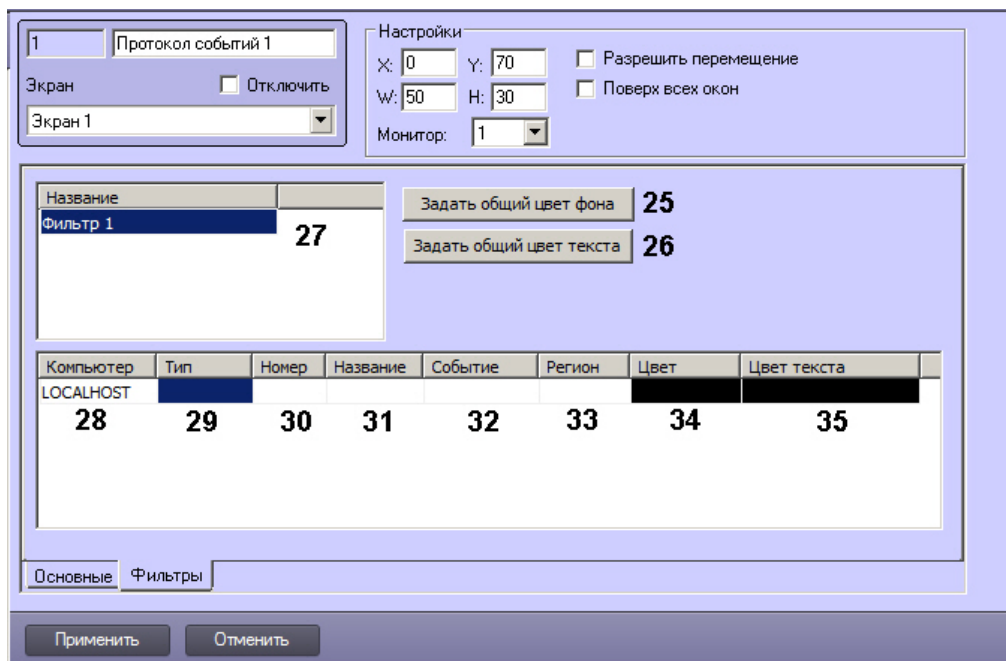 1 Протокол событий 1
Экран Отключить
Экран 1
Настройки
X: 0 Y: 70 Разрешить перемещение
W: 50 H: 30 Поверх всех окон
Монитор: 1
Название
Фильтр 1 27
Задать общий цвет фона 25
Задать общий цвет текста 26
Компьютер Тип Номер Название Событие Регион Цвет Цвет текста
LOCALHOST
28 29 30 31 32 33 34 35
Основные Фильтры
Применить Отменить